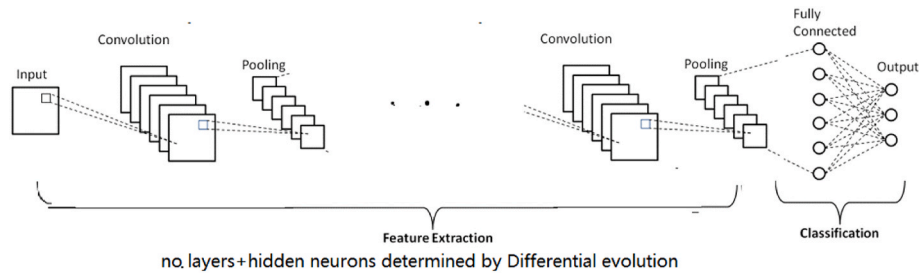 Fully
Connected
Convolution
Convolution
Pooling
Pooling
Output
Input
Feature Extraction
Classification
no. layers+hidden neurons determined by Differential evolution